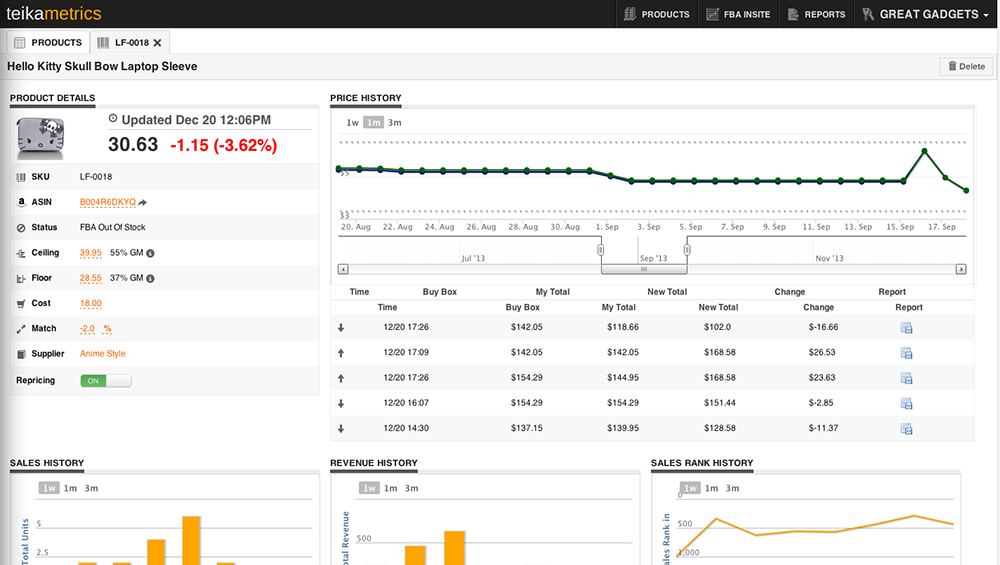 teikametrics PRODUCTS FBA INSITE REPORTS GREAT GADGETS
PRODUCTS LF-0018
Hello Kitty Skull Bow Laptop Sleeve Delete
PRODUCT DETAILS
Updated Dec 20 12:06PM
30.63 -1.15 (-3.62%)
SKU LF-0018
a ASIN B004R6DKYQ
Status FBA Out Of Stock
Ceiling 39.95 55% GM
Floor 28.55 37% GM
Cost 18.00
Match -2.0 %
Supplier Anime Style
Repricing ON
PRICE HISTORY
1w 1m 3m
$3
20. Aug 22. Aug 24. Aug 26. Aug 28. Aug 30. Aug 1. Sep 3. Sep 5. Sep 7. Sep 9. Sep 11. Sep 13. Sep 15. Sep 17. Sep
Jul '13 Sep '13 Nov '13
Time Buy Box My Total New Total Change Report
Time Buy Box My Total New Total Change Report
12/20 17:26 $142.05 $118.66 $102.0 $-16.66
12/20 17:09 $142.05 $142.05 $168.58 $26.53
12/20 17:26 $154.29 $144.95 $168.58 $23.63
12/20 16:07 $154.29 $154.29 $151.44 $-2.85
12/20 14:30 $137.15 $139.95 $128.58 $-11.37
SALES HISTORY
1w 1m 3m
Total Units
5
2.5
REVENUE HISTORY
1w 1m 3m
otal Revenue
500
SALES RANK HISTORY
1w 1m 3m
ales Rank in
0
500
1,000